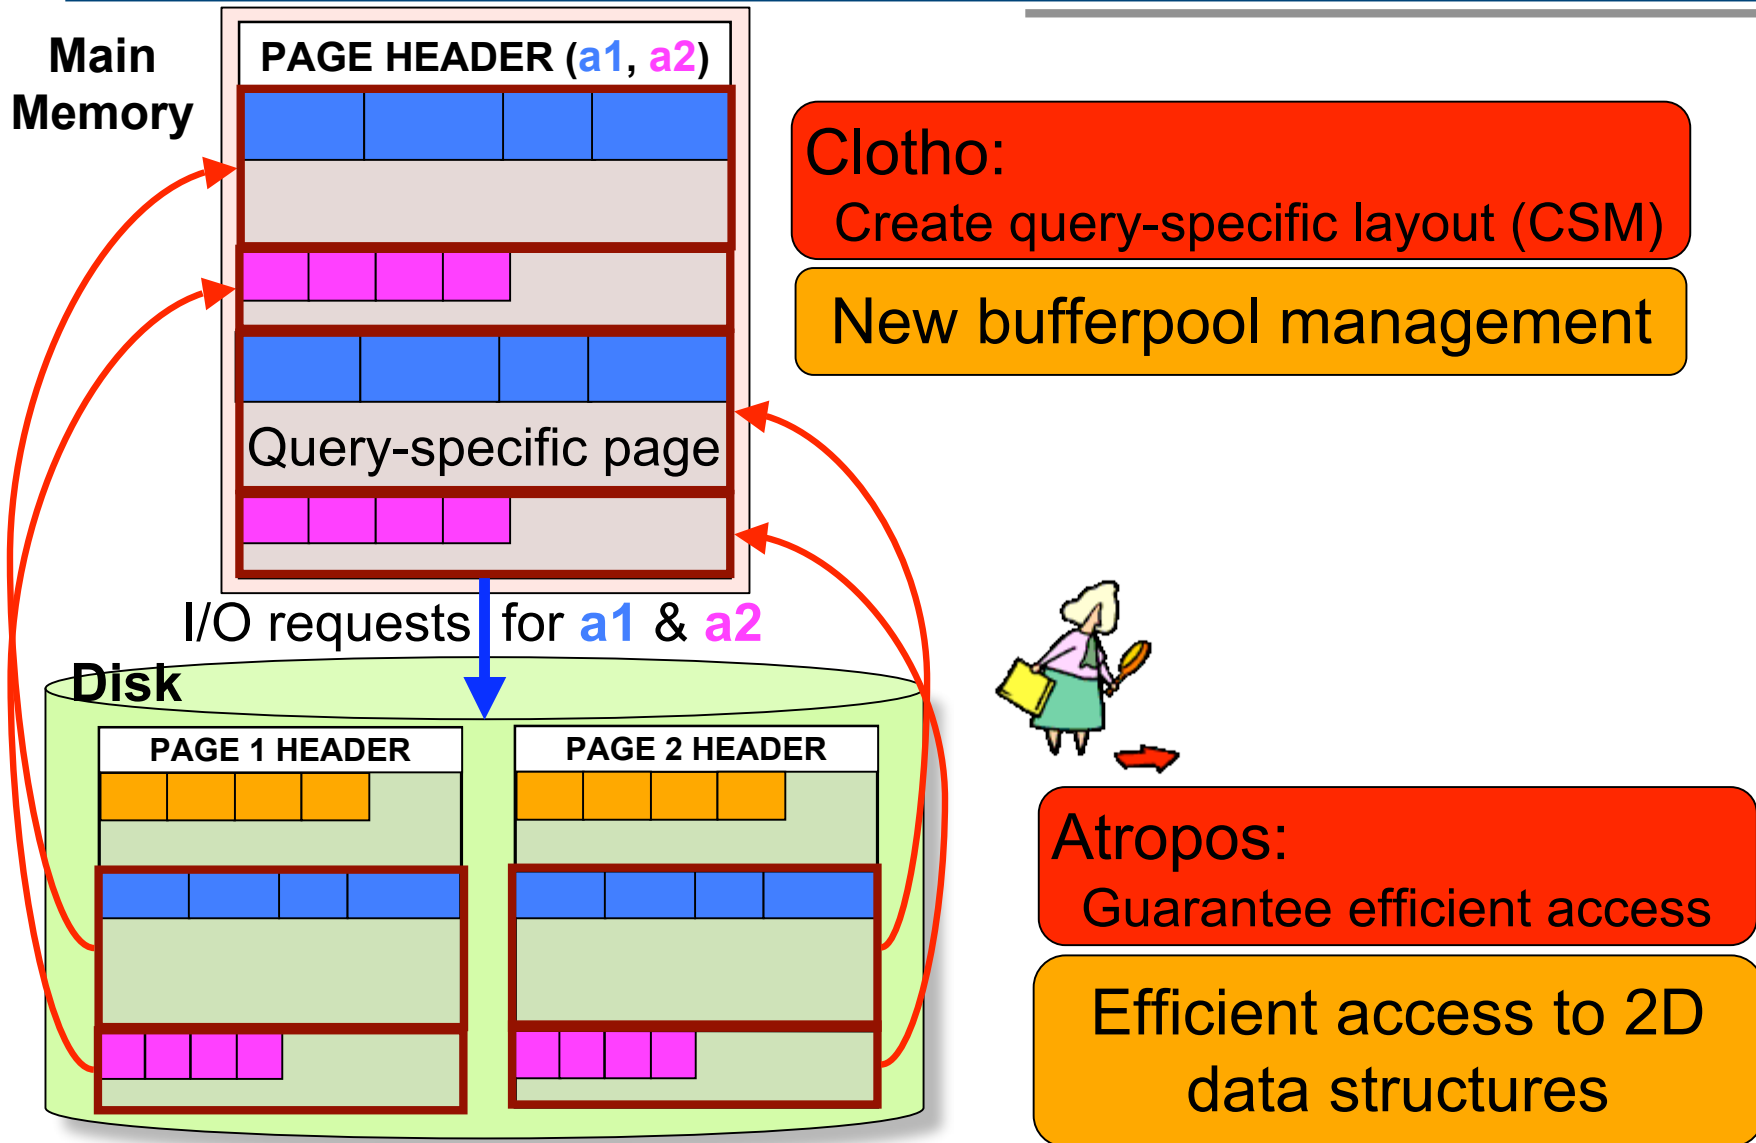 Main
Memory
PAGE HEADER (a1, a2)
Query-specific page
I/O requests for a1 & a2
Disk
PAGE 1 HEADER
PAGE 2 HEADER
Clotho:
Create query-specific layout (CSM)
New bufferpool management
Atropos:
Guarantee efficient access
Efficient access to 2D
data structures